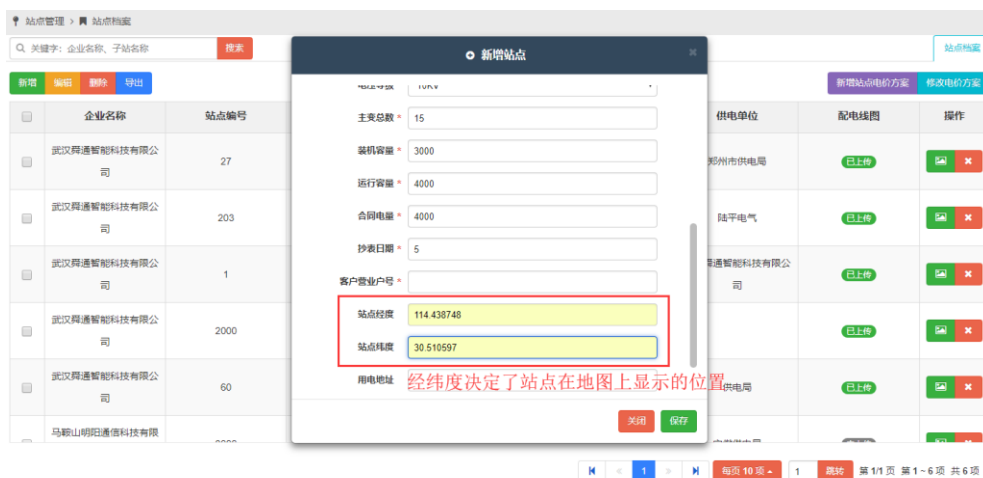 站点管理 > 站点档案
关键字：企业名称、子站名称 搜索 站点档案
新增 编辑 删除 导出 新增站点电价方案 修改电价方案
企业名称 站点编号 供电单位 配电线图 操作
武汉舜通智能科技有限公司 27 郑州市供电局 已上传
武汉舜通智能科技有限公司 203 陆平电气 已上传
武汉舜通智能科技有限公司 1 舜通智能科技有限公司 已上传
武汉舜通智能科技有限公司 2000 已上传
武汉舜通智能科技有限公司 60 供电局 已上传
马鞍山明阳通信科技有限
新增站点
电压等级 10KV
主变总数 * 15
装机容量 * 3000
运行容量 * 4000
合同电量 * 4000
抄表日期 * 5
客户营业户号 *
站点经度 114.438748
站点纬度 30.510597
用电地址
经纬度决定了站点在地图上显示的位置
关闭 保存
1 每页 10 项 1 跳转 第 1/1 页 第 1 ~ 6 项 共 6 项